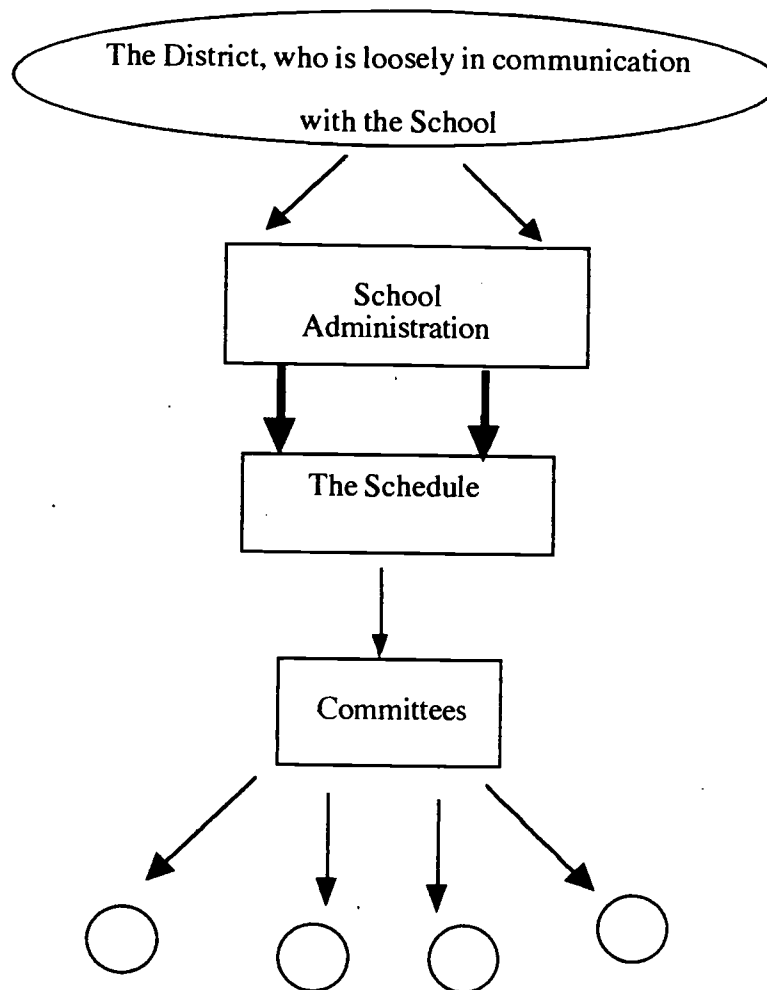 The District, who is loosely in communication
with the School
School
Administration
The Schedule
Committees